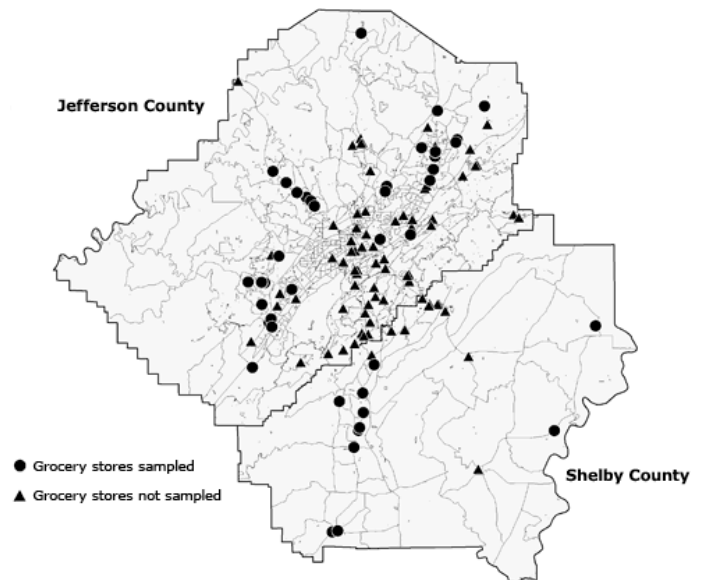 Jefferson County
Grocery stores sampled
Grocery stores not sampled
Shelby County